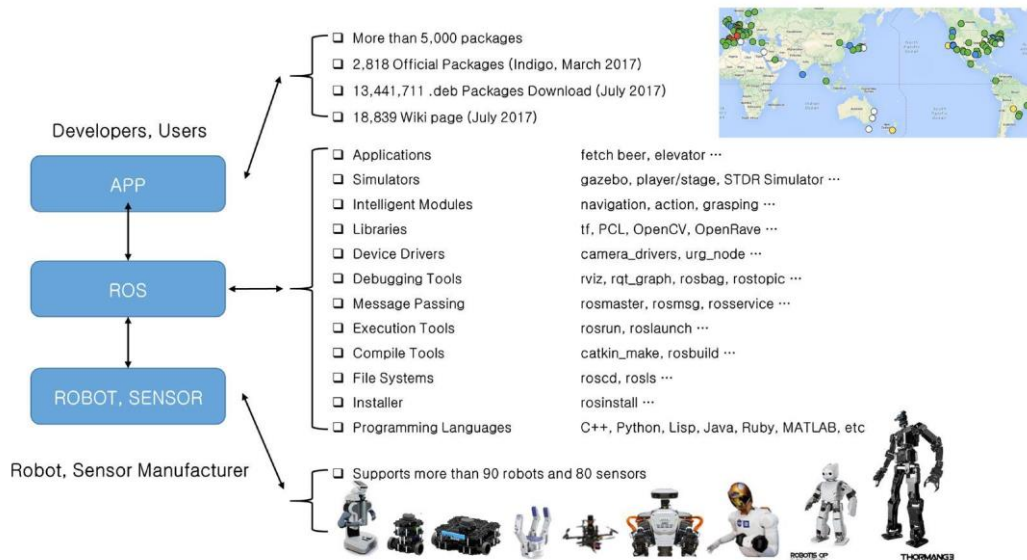 ❑ More than 5,000 packages
❑ 2,818 Official Packages (Indigo, March 2017)
❑ 13,441,711 .deb Packages Download (July 2017)
❑ 18,839 Wiki page (July 2017)
Developers, Users
APP
ROS
ROBOT, SENSOR
Robot, Sensor Manufacturer
❑ Applications fetch beer, elevator ⋯
❑ Simulators gazebo, player/stage, STDR Simulator ⋯
❑ Intelligent Modules navigation, action, grasping ⋯
❑ Libraries tf, PCL, OpenCV, OpenRave ⋯
❑ Device Drivers camera_drivers, urg_node ⋯
❑ Debugging Tools rviz, rqt_graph, rosbag, rostopic ⋯
❑ Message Passing rosmaster, rosmsg, rosservice ⋯
❑ Execution Tools rosrun, roslaunch ⋯
❑ Compile Tools catkin_make, rosbuild ⋯
❑ File Systems roscd, rosls ⋯
❑ Installer rosinstall ⋯
❑ Programming Languages C++, Python, Lisp, Java, Ruby, MATLAB, etc
❑ Supports more than 90 robots and 80 sensors
ROBOTIS OP
THORMANG3